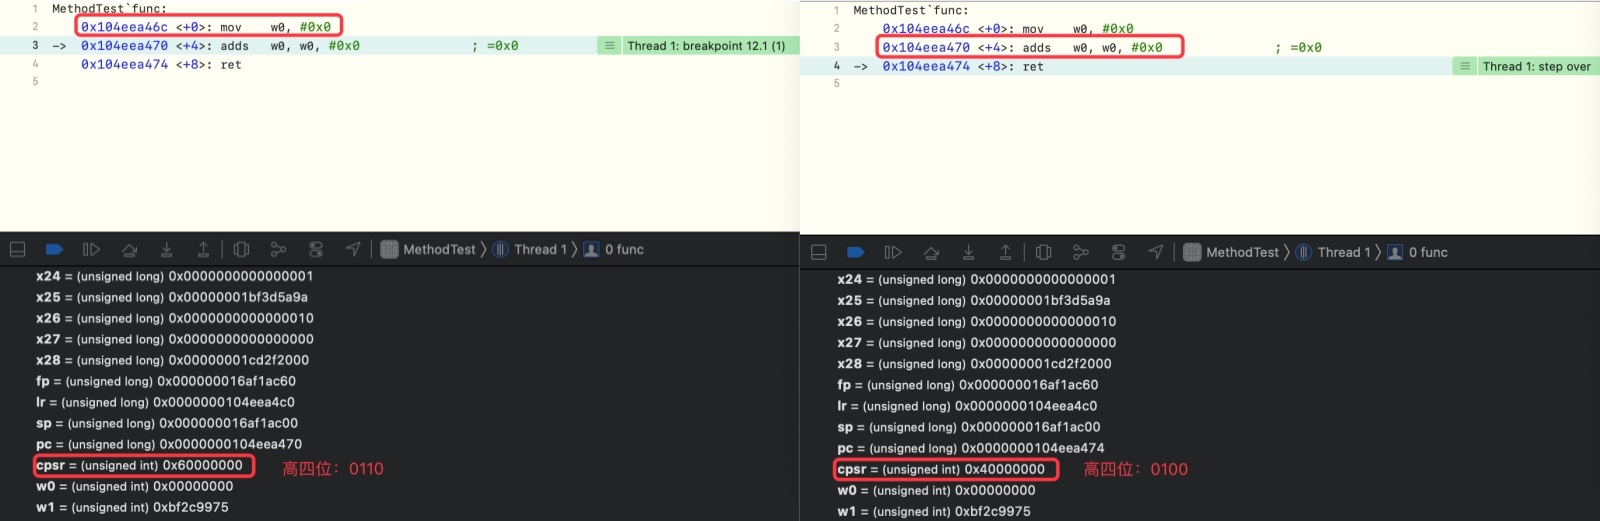 1 MethodTest`func:
2 0x104eea46c <+0>: mov w0, #0x0
3 -> 0x104eea470 <+4>: adds w0, w0, #0x0 ; =0x0 Thread 1: breakpoint 12.1 (1)
4 0x104eea474 <+8>: ret
5
MethodTest 〉 Thread 1 〉 0 func
x24 = (unsigned long) 0x0000000000000001
x25 = (unsigned long) 0x00000001bf3d5a9a
x26 = (unsigned long) 0x0000000000000010
x27 = (unsigned long) 0x0000000000000000
x28 = (unsigned long) 0x00000001cd2f2000
fp = (unsigned long) 0x000000016af1ac60
lr = (unsigned long) 0x0000000104eea4c0
sp = (unsigned long) 0x000000016af1ac00
pc = (unsigned long) 0x0000000104eea470
cpsr = (unsigned int) 0x60000000 高四位：0110
w0 = (unsigned int) 0x00000000
w1 = (unsigned int) 0xbf2c9975
1 MethodTest`func:
2 0x104eea46c <+0>: mov w0, #0x0
3 0x104eea470 <+4>: adds w0, w0, #0x0 ; =0x0
4 -> 0x104eea474 <+8>: ret Thread 1: step over
5
MethodTest 〉 Thread 1 〉 0 func
x24 = (unsigned long) 0x0000000000000001
x25 = (unsigned long) 0x00000001bf3d5a9a
x26 = (unsigned long) 0x0000000000000010
x27 = (unsigned long) 0x0000000000000000
x28 = (unsigned long) 0x00000001cd2f2000
fp = (unsigned long) 0x000000016af1ac60
lr = (unsigned long) 0x0000000104eea4c0
sp = (unsigned long) 0x000000016af1ac00
pc = (unsigned long) 0x0000000104eea474
cpsr = (unsigned int) 0x40000000 高四位：0100
w0 = (unsigned int) 0x00000000
w1 = (unsigned int) 0xbf2c9975